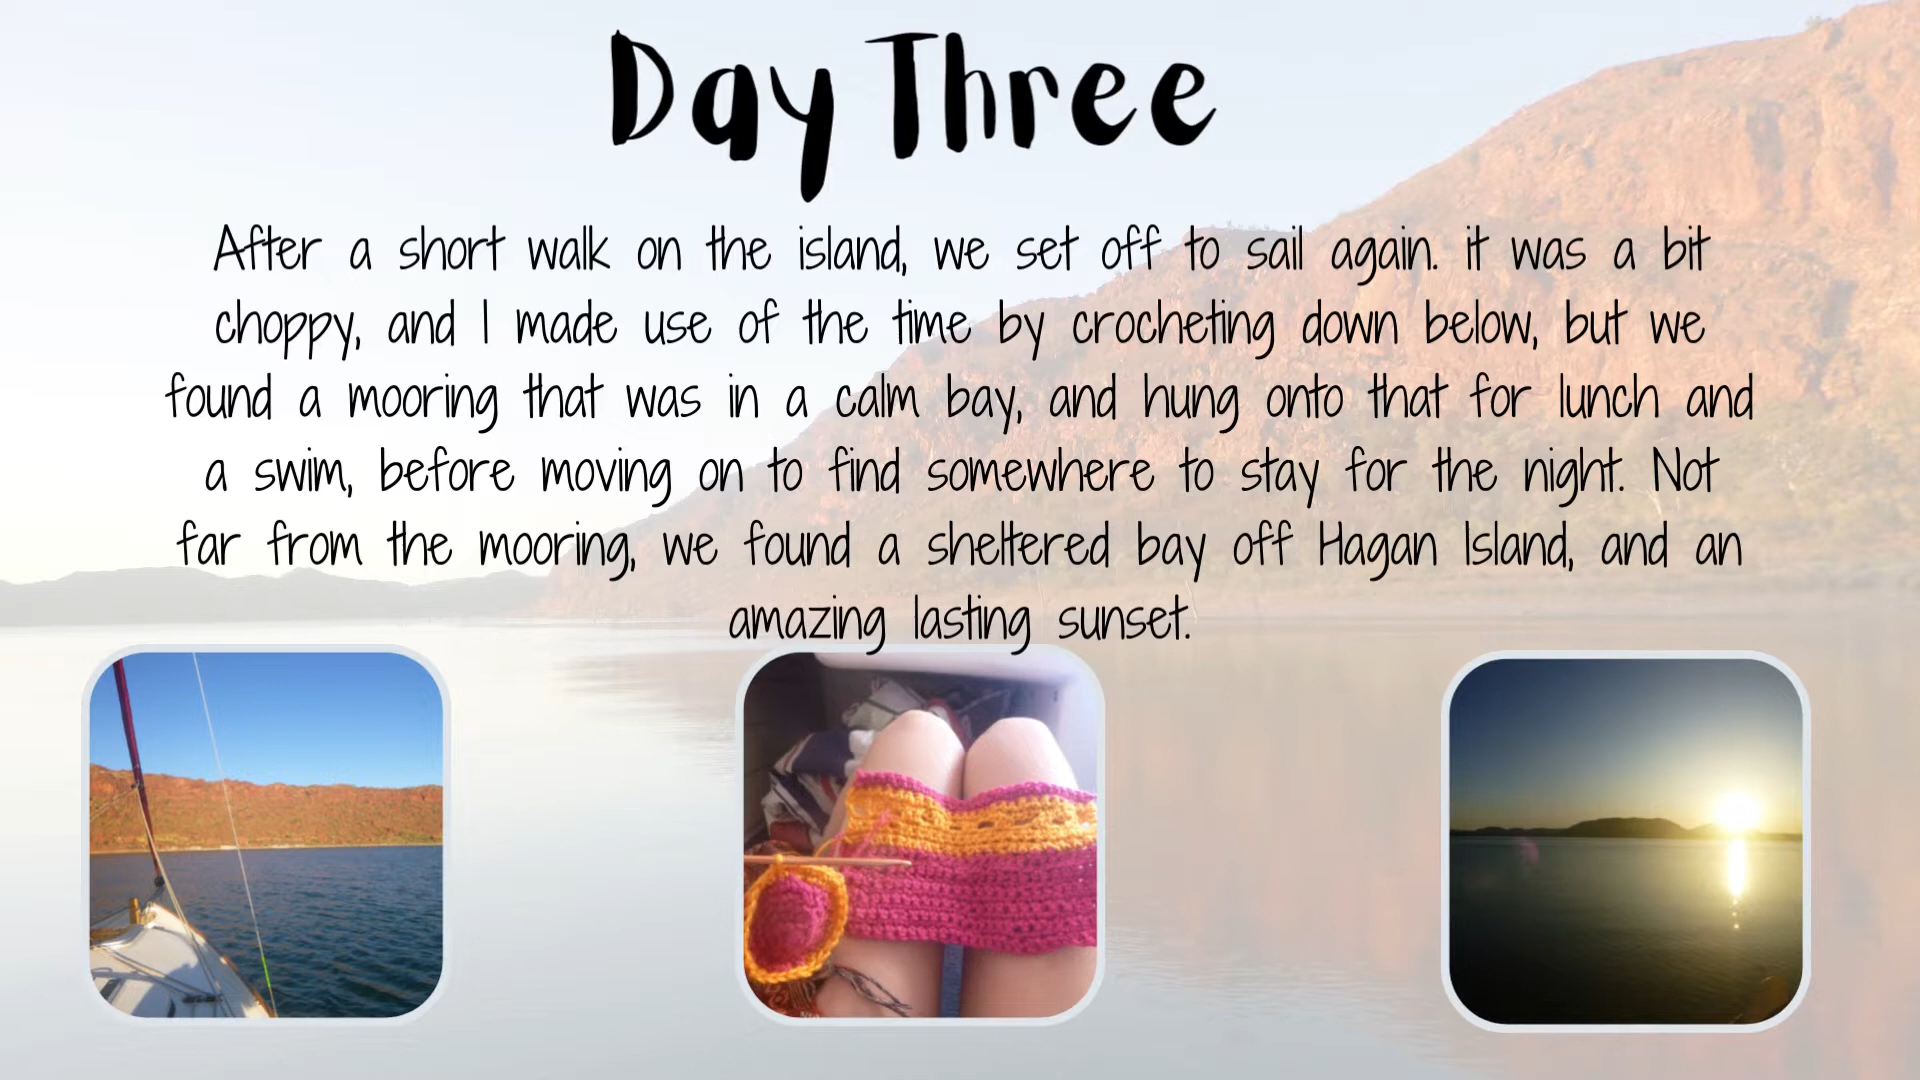 Day Three
After a short walk on the island, we set off to sail again. it was a bit
choppy, and I made use of the time by crocheting down below, but we
found a mooring that was in a calm bay, and hung onto that for lunch and
a swim, before moving on to find somewhere to stay for the night. Not
far from the mooring, we found a sheltered bay off Hagan Island, and an
amazing lasting sunset.